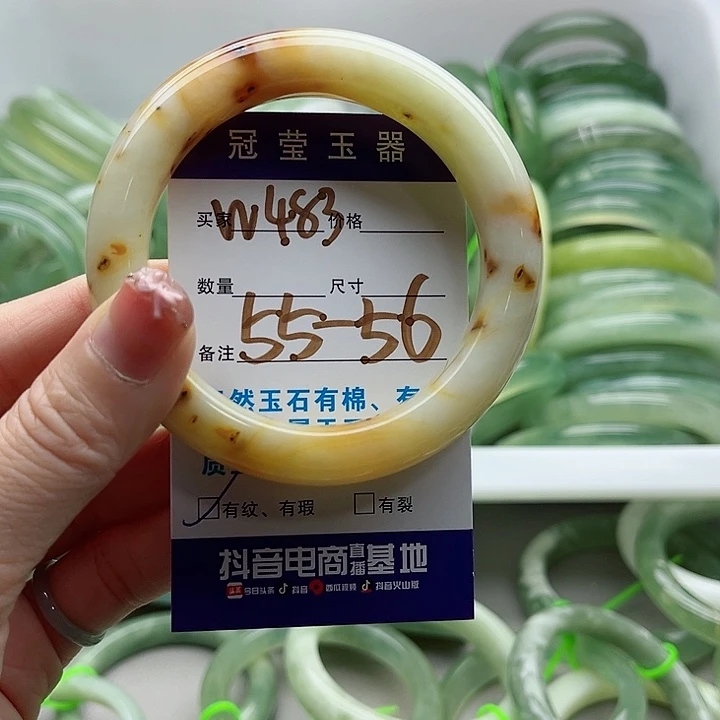 冠莹玉器
买家 W483 价格
数量 尺寸
备注 55-56
然玉石有棉、有
质
有纹、有瑕 有裂
抖音电商直播基地
今日头条 抖音 西瓜视频 抖音火山版